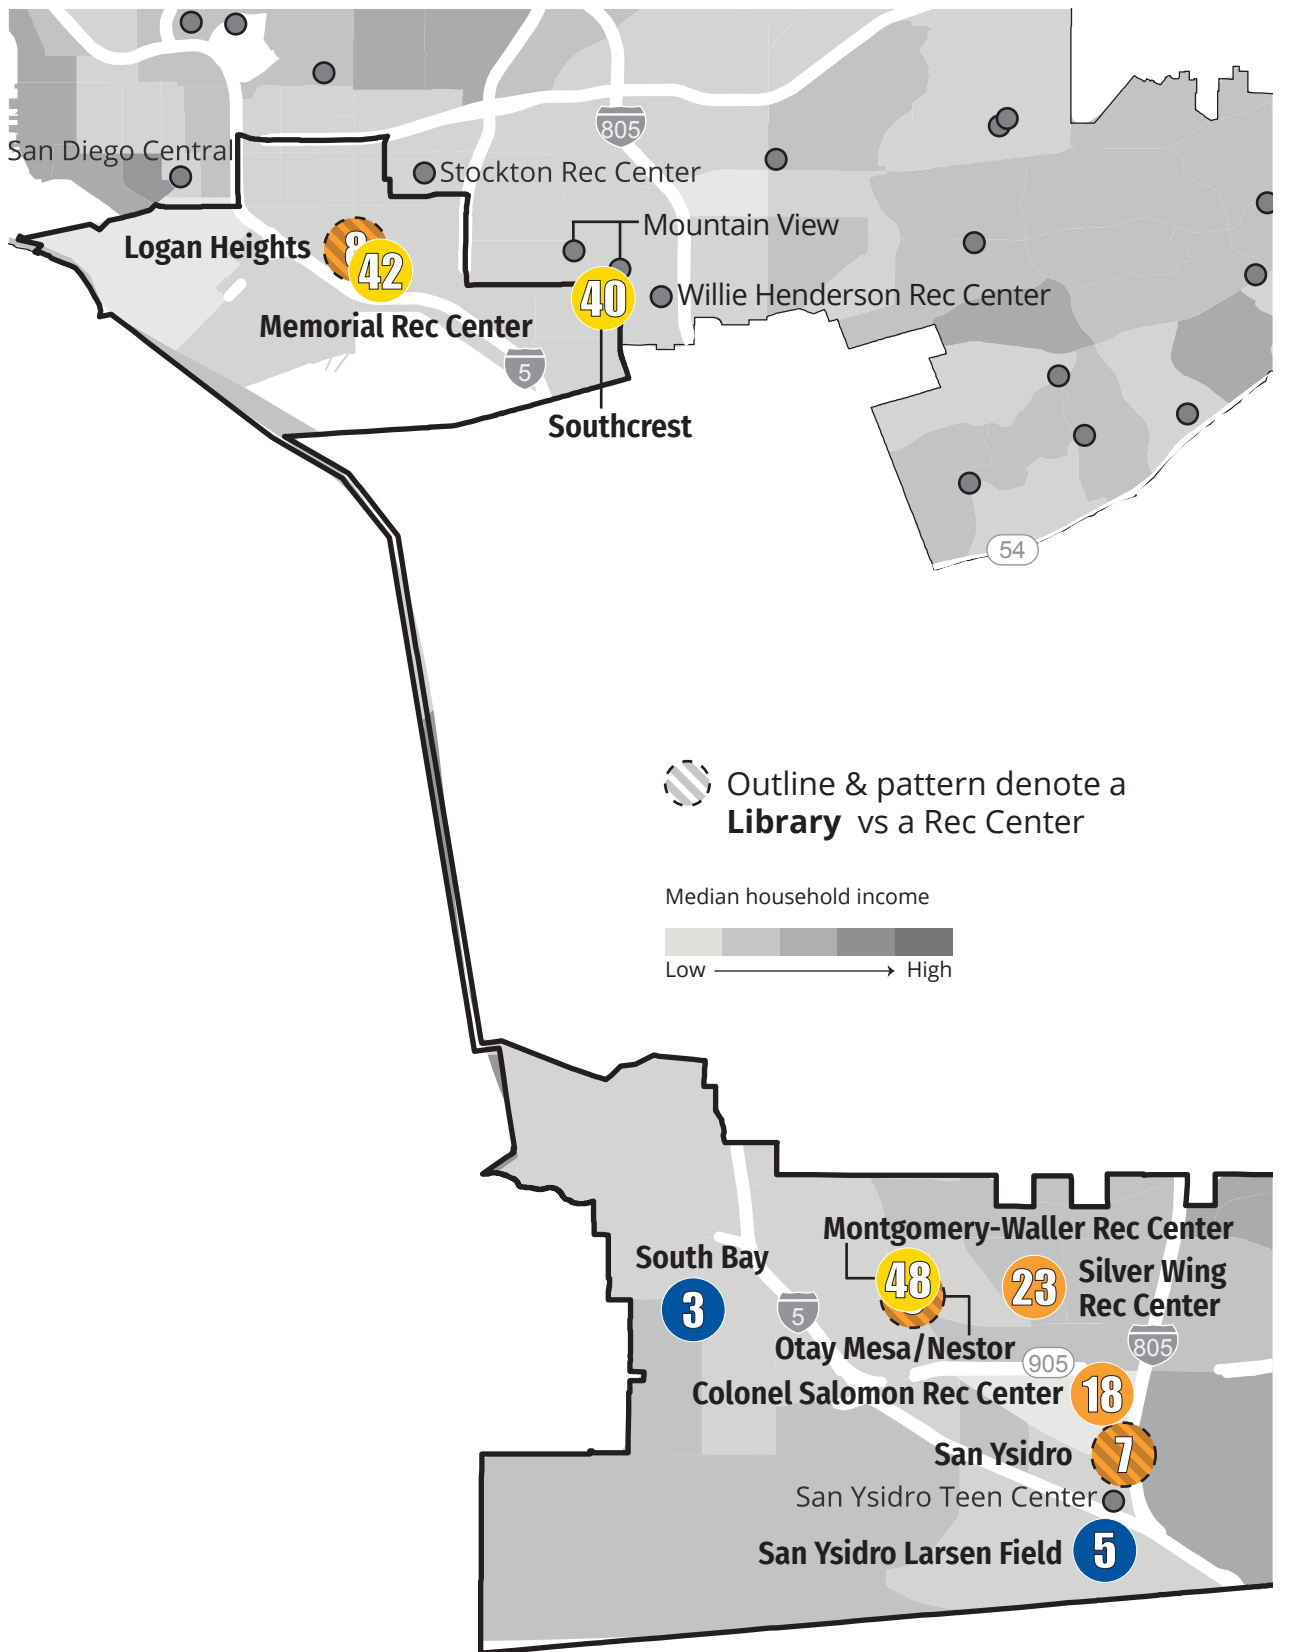 805
San Diego Central
Stockton Rec Center
Mountain View
Logan Heights
8
42
40
Willie Henderson Rec Center
Memorial Rec Center
5
Southcrest
54
Outline & pattern denote a
Library vs a Rec Center
Median household income
Low
High
Montgomery-Waller Rec Center
South Bay
3
48
23
Silver Wing
Rec Center
5
Otay Mesa/Nestor
905
805
Colonel Salomon Rec Center
18
San Ysidro
7
San Ysidro Teen Center
San Ysidro Larsen Field
5